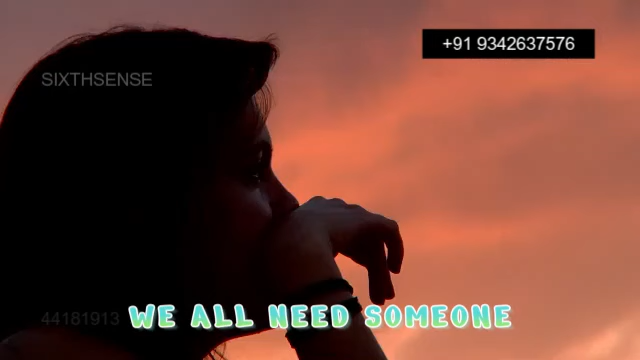 +91 9342637576
SIXTHSENSE
44181913
WE ALL NEED SOMEONE